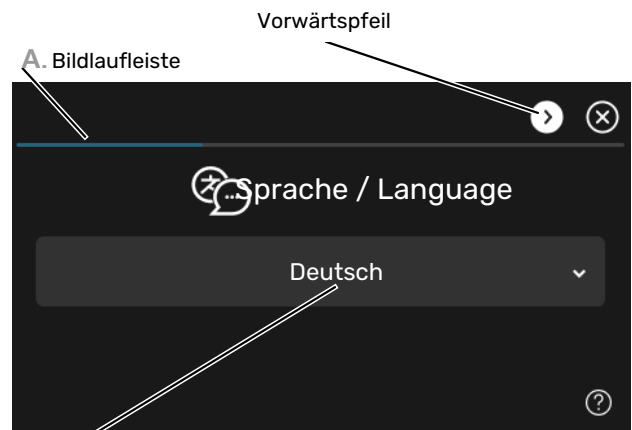 Vorwärtspfeil
A. Bildlaufleiste
Sprache / Language
Deutsch